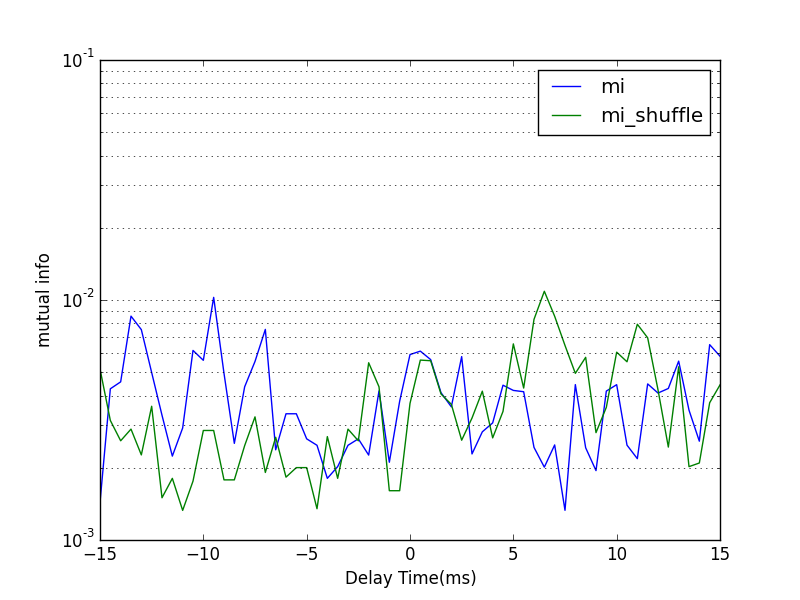 10^-1
mi
mi_shuffle
10^-2
mutual info
10^-3
−15 −10 −5 0 5 10 15
Delay Time(ms)